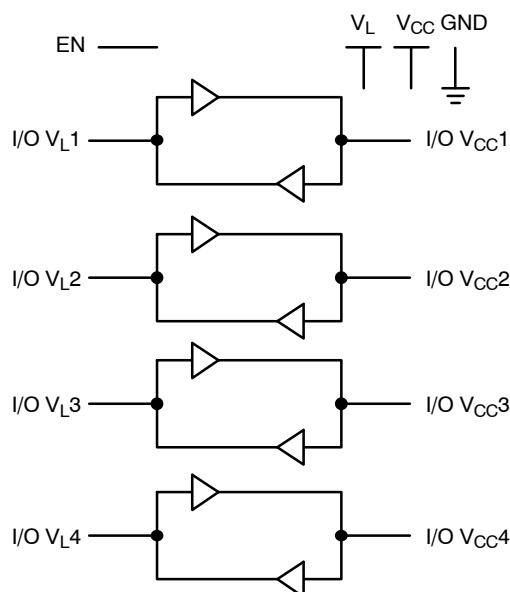 EN V_L V_CC GND
I/O V_L1 I/O V_CC1
I/O V_L2 I/O V_CC2
I/O V_L3 I/O V_CC3
I/O V_L4 I/O V_CC4